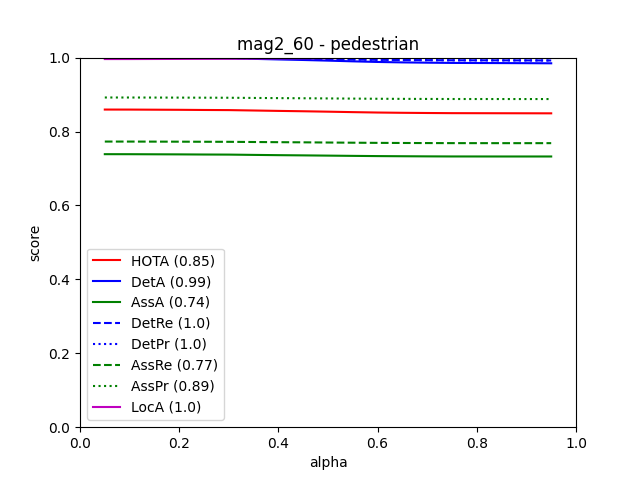 mag2_60 - pedestrian
1.0
0.8
0.6
0.4
0.2
0.0
score
HOTA (0.85)
DetA (0.99)
AssA (0.74)
DetRe (1.0)
DetPr (1.0)
AssRe (0.77)
AssPr (0.89)
LocA (1.0)
0.0 0.2 0.4 0.6 0.8 1.0
alpha